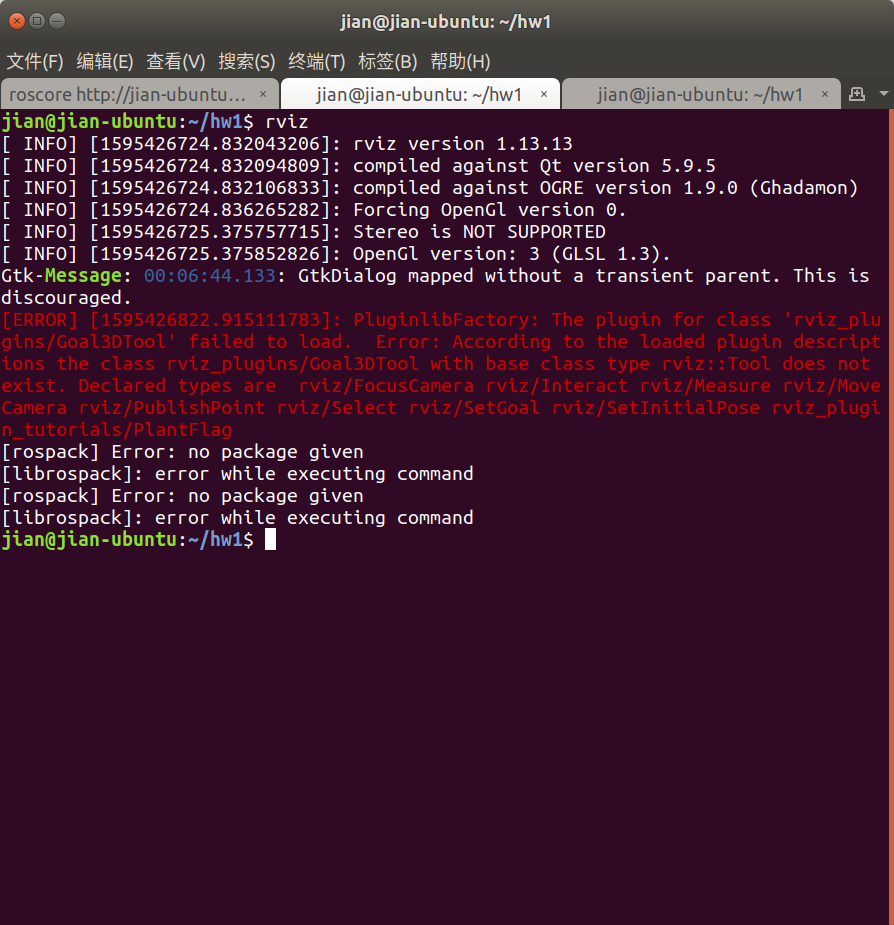 jian@jian-ubuntu: ~/hw1
文件(F) 编辑(E) 查看(V) 搜索(S) 终端(T) 标签(B) 帮助(H)
roscore http://jian-ubuntu... × jian@jian-ubuntu: ~/hw1 × jian@jian-ubuntu: ~/hw1 ×
jian@jian-ubuntu:~/hw1$ rviz
[ INFO] [1595426724.832043206]: rviz version 1.13.13
[ INFO] [1595426724.832094809]: compiled against Qt version 5.9.5
[ INFO] [1595426724.832106833]: compiled against OGRE version 1.9.0 (Ghadamon)
[ INFO] [1595426724.836265282]: Forcing OpenGl version 0.
[ INFO] [1595426725.375757715]: Stereo is NOT SUPPORTED
[ INFO] [1595426725.375852826]: OpenGl version: 3 (GLSL 1.3).
Gtk-Message: 00:06:44.133: GtkDialog mapped without a transient parent. This is
discouraged.
[ERROR] [1595426822.915111783]: PluginlibFactory: The plugin for class 'rviz_plu
gins/Goal3DTool' failed to load.  Error: According to the loaded plugin descript
ions the class rviz_plugins/Goal3DTool with base class type rviz::Tool does not
exist. Declared types are  rviz/FocusCamera rviz/Interact rviz/Measure rviz/Move
Camera rviz/PublishPoint rviz/Select rviz/SetGoal rviz/SetInitialPose rviz_plugi
n_tutorials/PlantFlag
[rospack] Error: no package given
[librospack]: error while executing command
[rospack] Error: no package given
[librospack]: error while executing command
jian@jian-ubuntu:~/hw1$